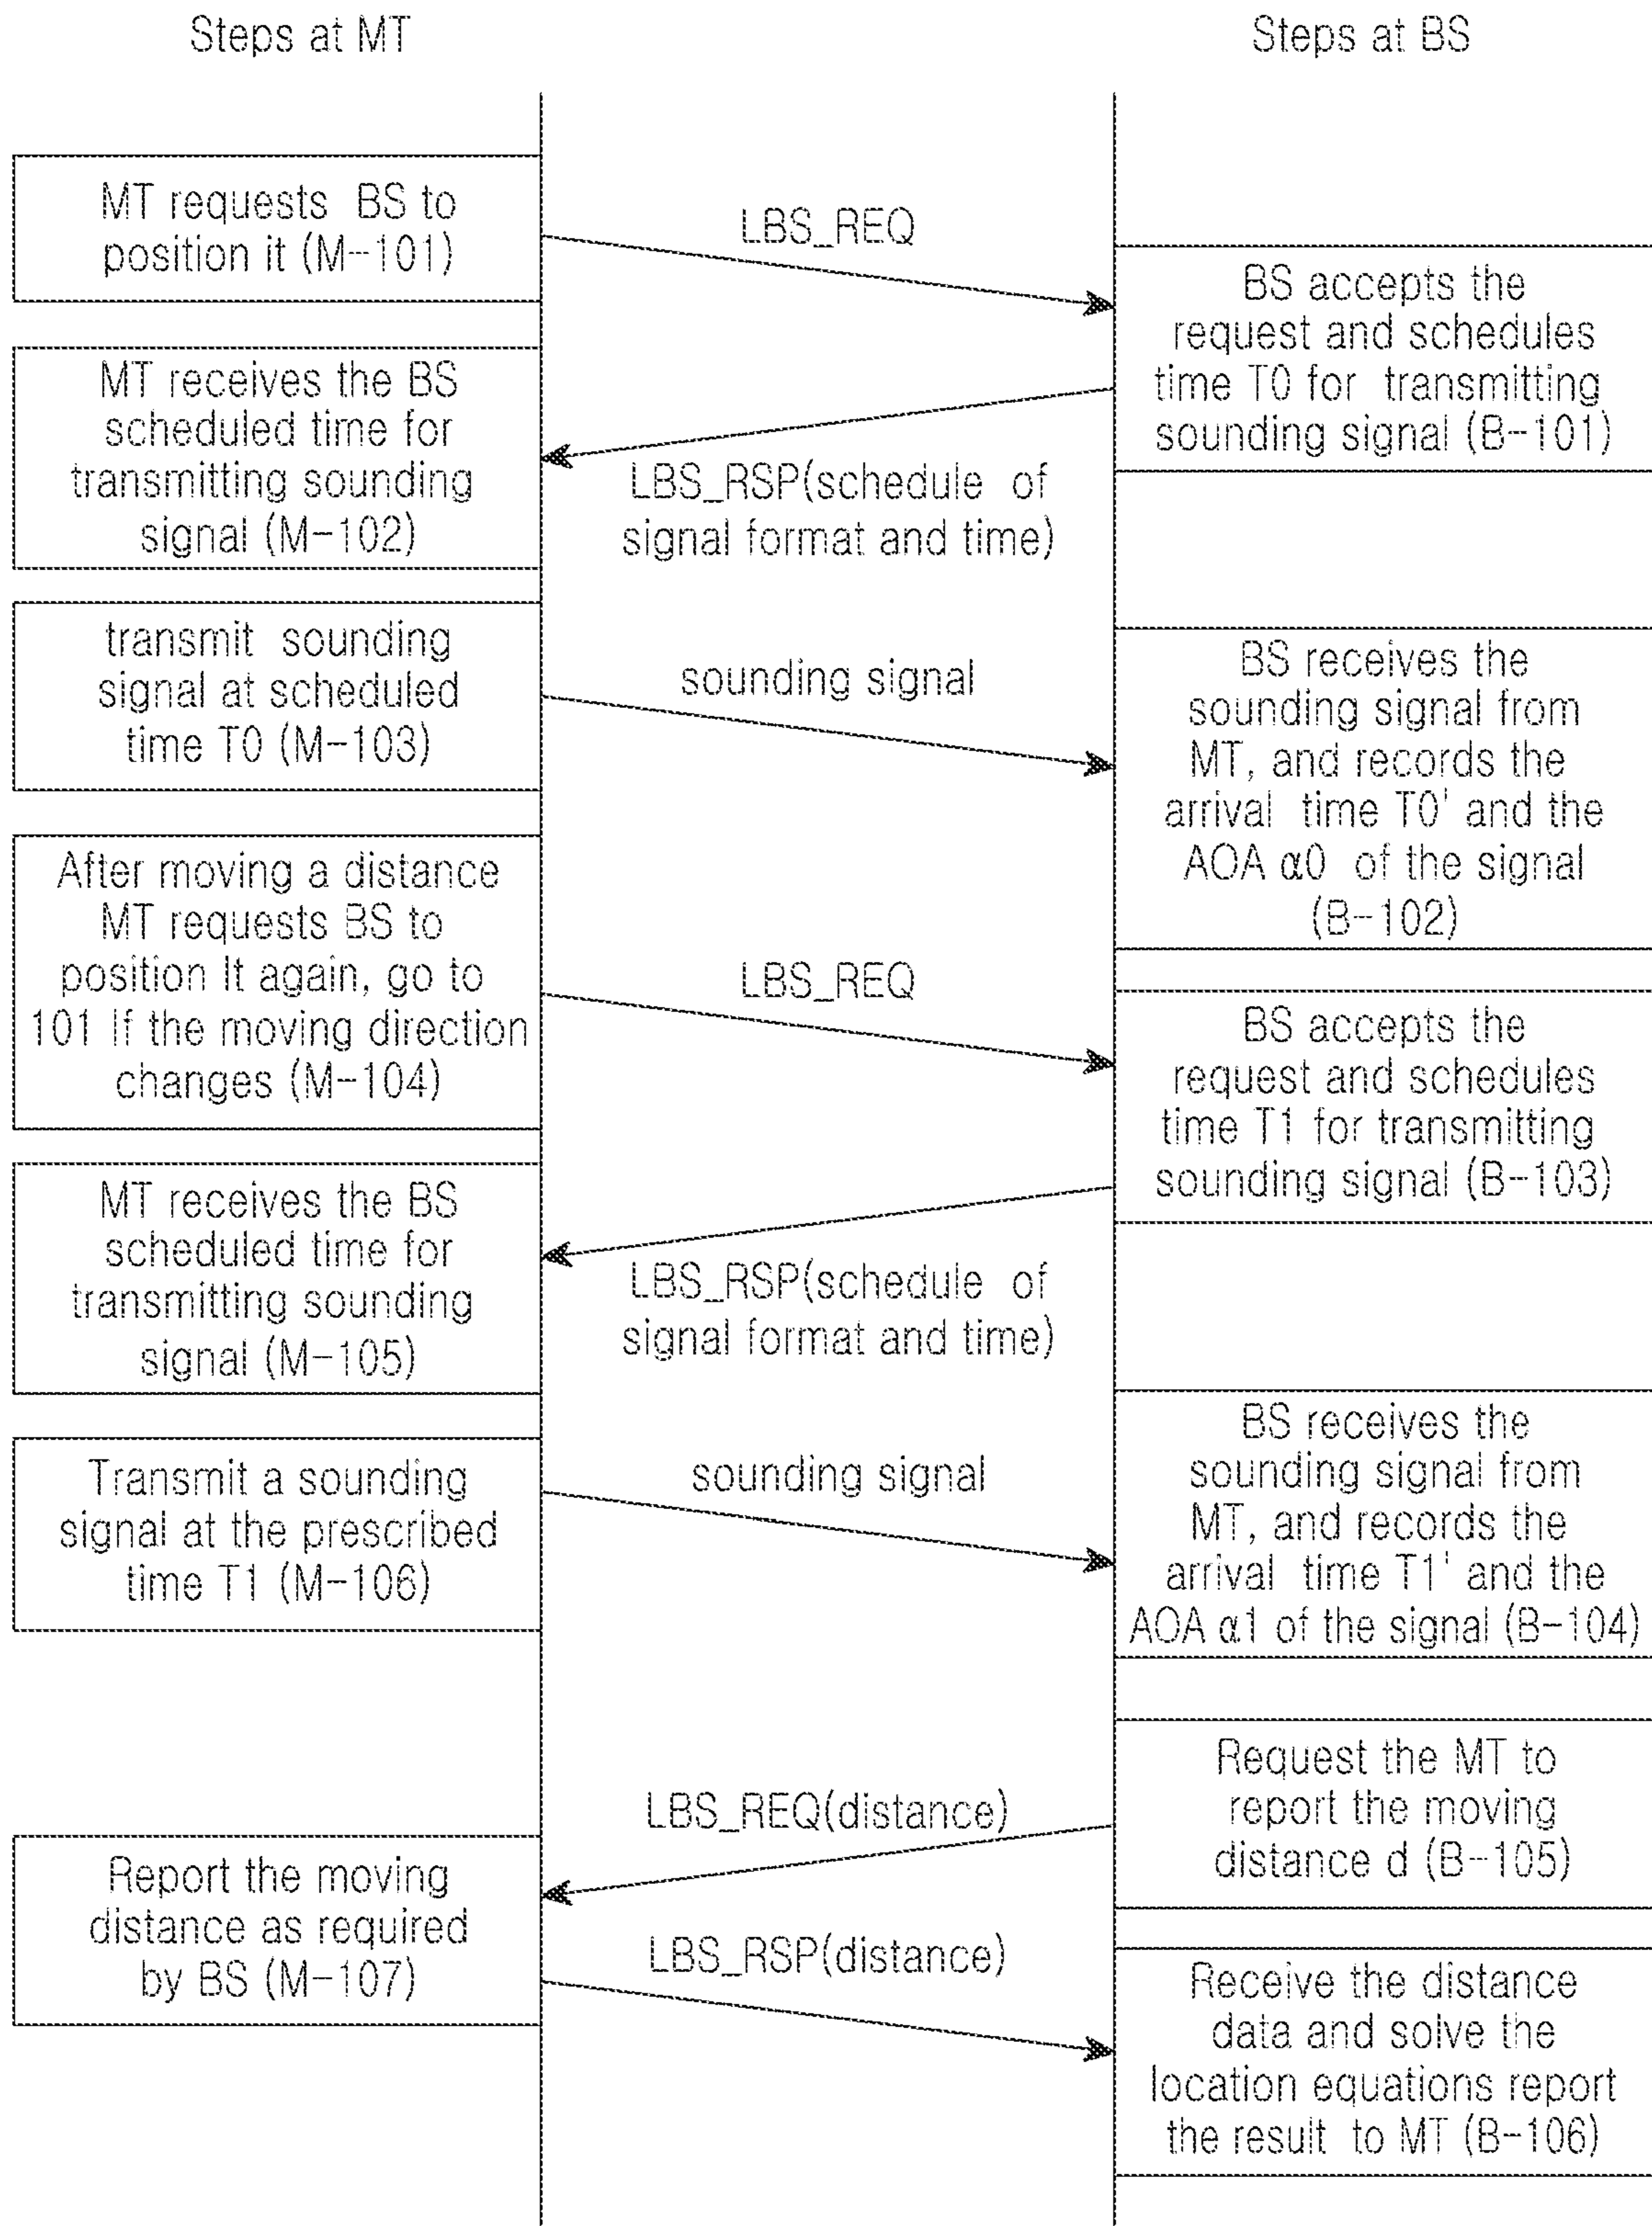 Steps at MT
Steps at BS
MT requests BS to
position it (M-101)
LBS_REQ
BS accepts the
request and schedules
time T0 for transmitting
sounding signal (B-101)
MT receives the BS
scheduled time for
transmitting sounding
signal (M-102)
LBS_RSP(schedule of
signal format and time)
transmit sounding
signal at scheduled
time T0 (M-103)
sounding signal
BS receives the
sounding signal from
MT, and records the
arrival time T0' and the
AOA α0 of the signal
(B-102)
After moving a distance
MT requests BS to
position It again, go to
101 If the moving direction
changes (M-104)
LBS_REQ
BS accepts the
request and schedules
time T1 for transmitting
sounding signal (B-103)
MT receives the BS
scheduled time for
transmitting sounding
signal (M-105)
LBS_RSP(schedule of
signal format and time)
Transmit a sounding
signal at the prescribed
time T1 (M-106)
sounding signal
BS receives the
sounding signal from
MT, and records the
arrival time T1' and the
AOA α1 of the signal (B-104)
Request the MT to
report the moving
distance d (B-105)
LBS_REQ(distance)
Report the moving
distance as required
by BS (M-107)
LBS_RSP(distance)
Receive the distance
data and solve the
location equations report
the result to MT (B-106)